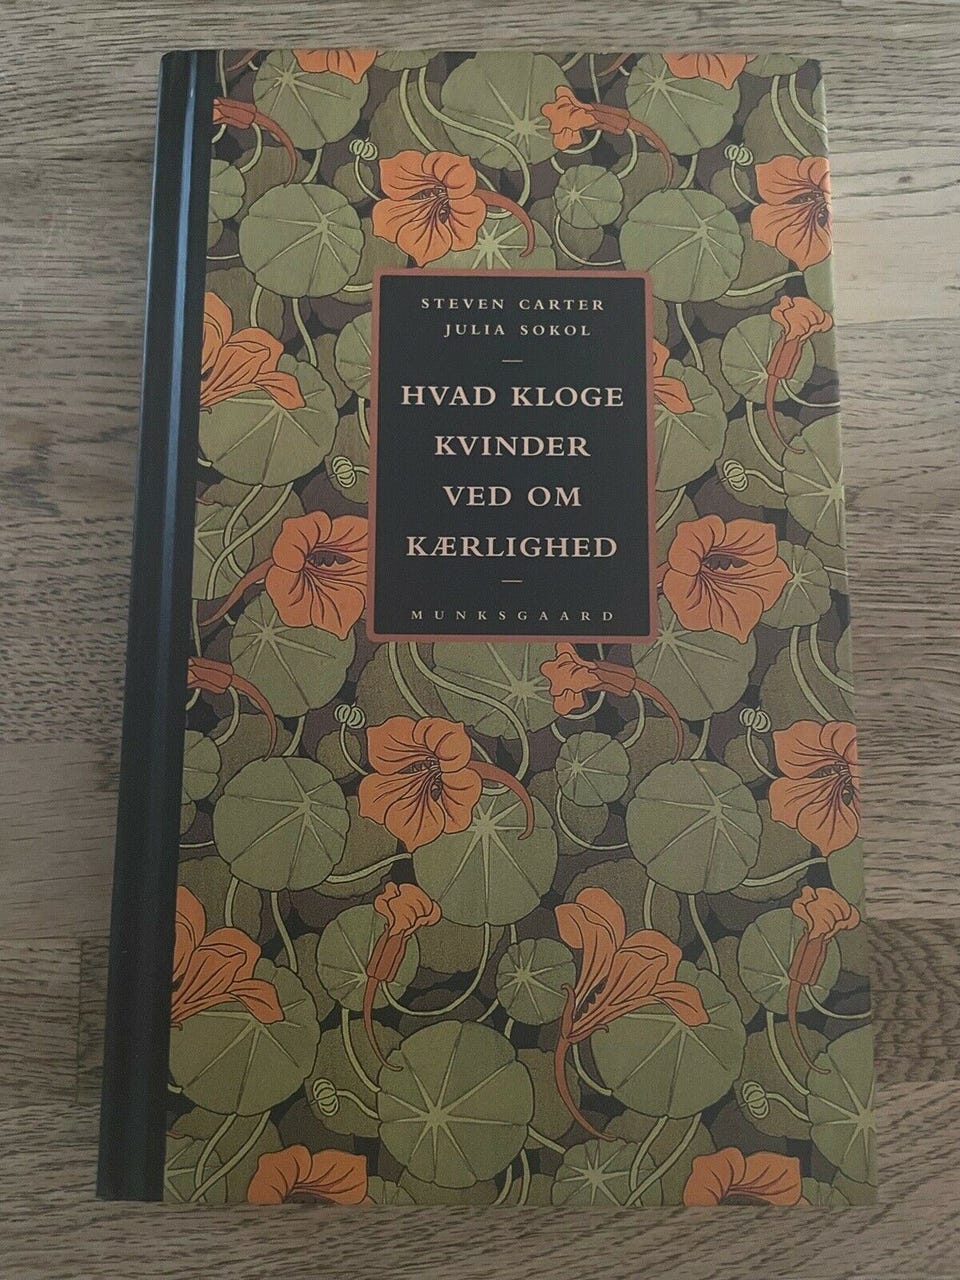 STEVEN CARTER
JULIA SOKOL
HVAD KLOGE
KVINDER
VED OM
KÆRLIGHED
MUNKSGAARD